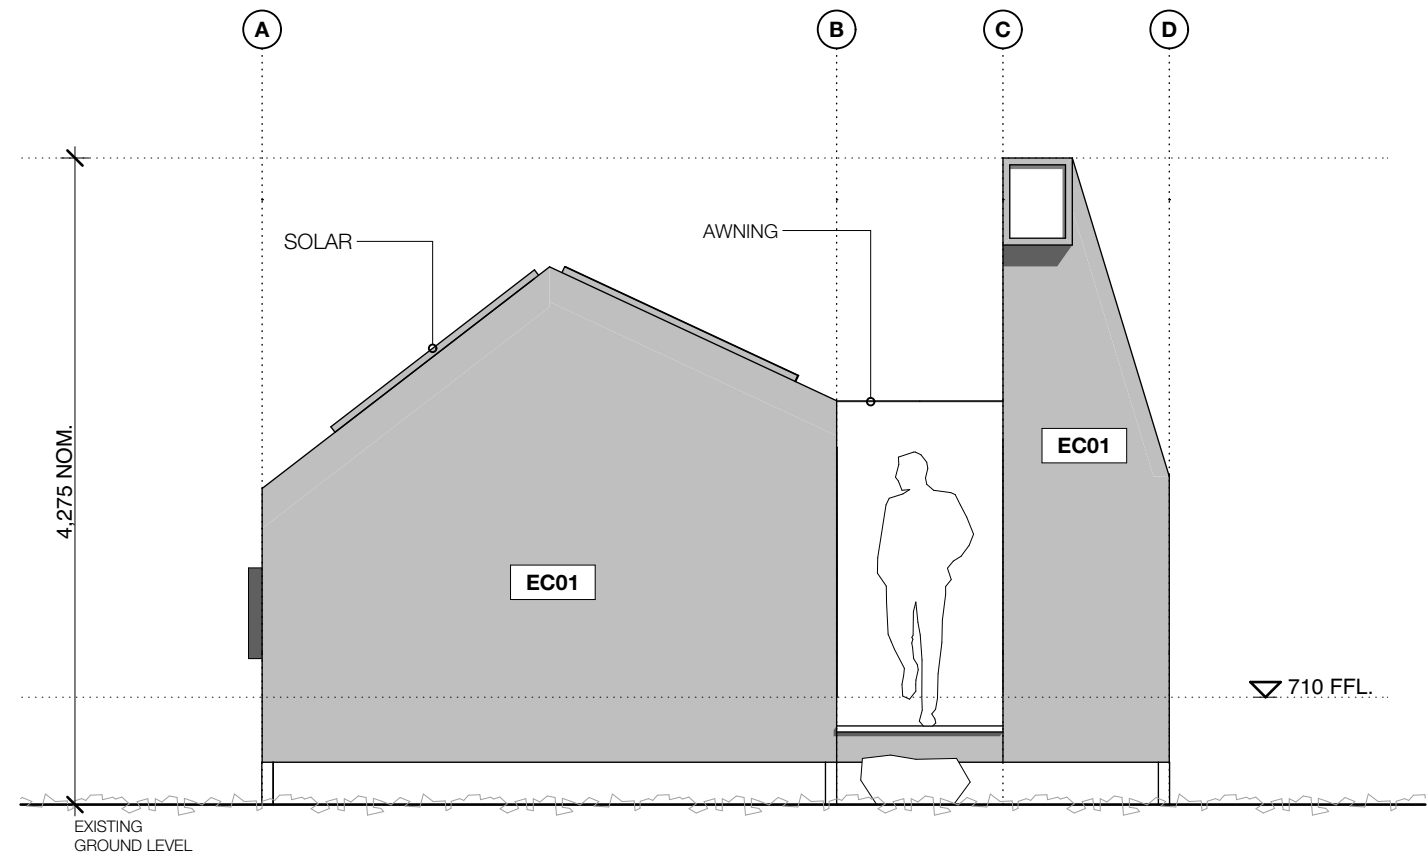 A
B
C
D
SOLAR
AWNING
4,275 NOM.
EC01
EC01
710 FFL.
EXISTING
GROUND LEVEL